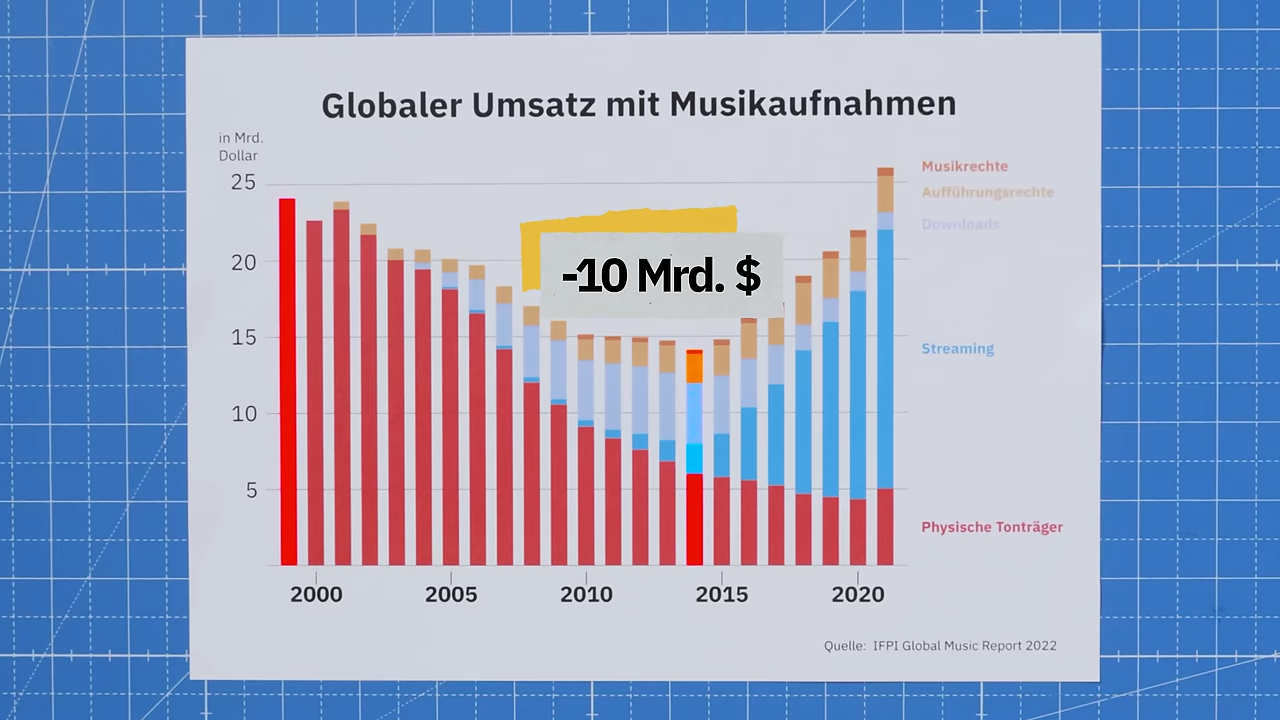 Globaler Umsatz mit Musikaufnahmen
in Mrd.
Dollar
25
20
15
10
5
-10 Mrd. $
Musikrechte
Aufführungsrechte
Downloads
Streaming
Physische Tonträger
2000 2005 2010 2015 2020
Quelle: IFPI Global Music Report 2022